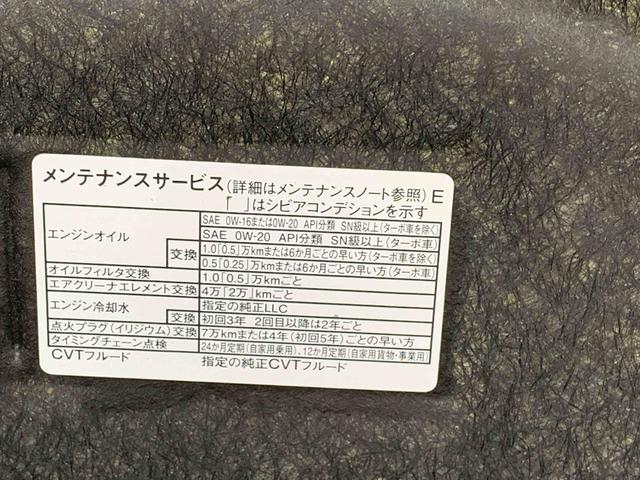 メンテナンスサービス(詳細はメンテナンスノート参照) E
「 」はシビアコンデションを示す
エンジンオイル
SAE 0W-16または0W-20 API分類 SN級以上(ターボ車を除く)
SAE 0W-20 API分類 SN級以上(ターボ車)
交換 1.0「0.5」万kmまたは6か月ごとの早い方(ターボ車を除く)
0.5「0.25」万kmまたは6か月ごとの早い方(ターボ車)
オイルフィルタ交換 1.0「0.5」万kmごと
エアクリーナエレメント交換 4万「2万」kmごと
エンジン冷却水 指定の純正LLC
交換 初回3年 2回目以降は2年ごと
点火プラグ(イリジウム)交換 7万kmまたは4年(初回5年)ごとの早い方
タイミングチェーン点検 24か月定期(自家用乗用)、12か月定期(自家用貨物・事業用)
CVTフルード 指定の純正CVTフルード